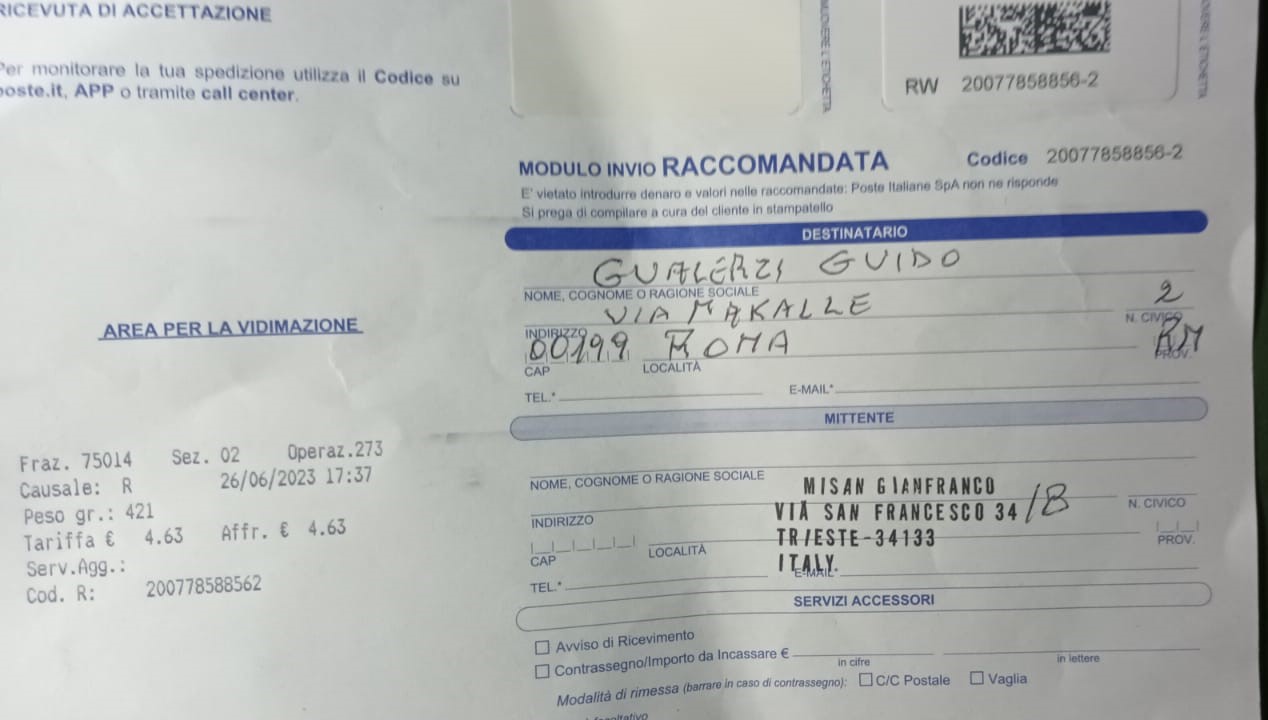 RICEVUTA DI ACCETTAZIONE
Per monitorare la tua spedizione utilizza il Codice su
poste.it, APP o tramite call center.
RW 20077858856-2
MODULO INVIO RACCOMANDATA
Codice 20077858856-2
E' vietato introdurre denaro e valori nelle raccomandate: Poste Italiane SpA non ne risponde
Si prega di compilare a cura del cliente in stampatello
DESTINATARIO
GUALERZI GUIDO
NOME, COGNOME O RAGIONE SOCIALE
VIA MAKALLE 2
INDIRIZZO N. CIVICO
00199 ROMA RM
CAP LOCALITÀ PROV.
TEL.* E-MAIL*
MITTENTE
NOME, COGNOME O RAGIONE SOCIALE
MISAN GIANFRANCO
VIA SAN FRANCESCO 34/B
INDIRIZZO N. CIVICO
TRIESTE-34133
CAP LOCALITÀ PROV.
ITALY
TEL.* E-MAIL*
SERVIZI ACCESSORI
Avviso di Ricevimento
Contrassegno/Importo da Incassare €
in cifre in lettere
Modalità di rimessa (barrare in caso di contrassegno): C/C Postale Vaglia
AREA PER LA VIDIMAZIONE
Fraz. 75014 Sez. 02 Operaz.273
Causale: R 26/06/2023 17:37
Peso gr.: 421
Tariffa € 4.63 Affr. € 4.63
Serv.Agg.:
Cod. R: 200778588562